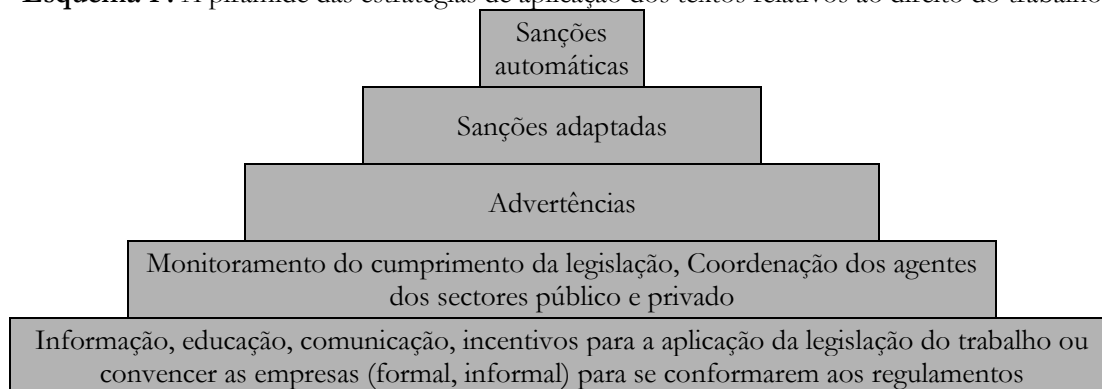 Esquema 1: A pirâmide das estratégias de aplicação dos textos relativos ao direito do trabalho
Sanções
automáticas
Sanções adaptadas
Advertências
Monitoramento do cumprimento da legislação, Coordenação dos agentes
dos sectores público e privado
Informação, educação, comunicação, incentivos para a aplicação da legislação do trabalho ou
convencer as empresas (formal, informal) para se conformarem aos regulamentos